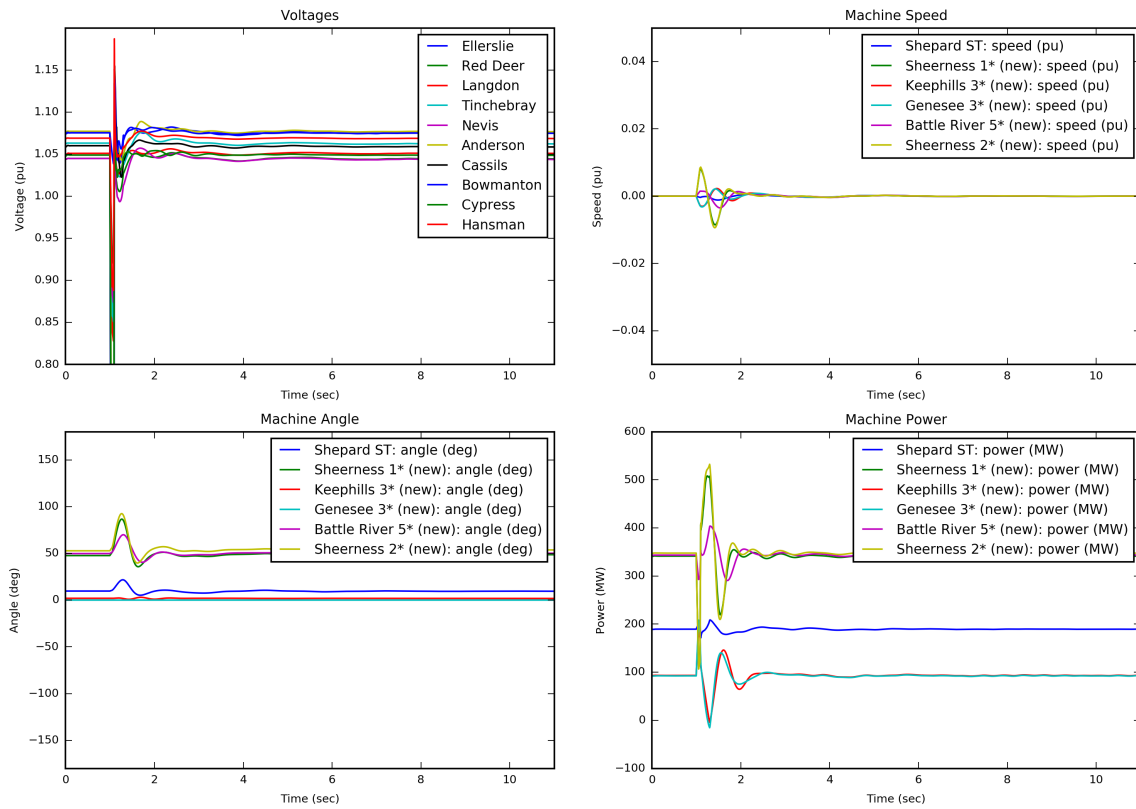 Voltages
Voltage (pu)
1.15
1.10
1.05
1.00
0.95
0.90
0.85
0.80
0 2 4 6 8 10
Time (sec)
Ellerslie
Red Deer
Langdon
Tinchebray
Nevis
Anderson
Cassils
Bowmanton
Cypress
Hansman
Machine Speed
Speed (pu)
0.04
0.02
0.00
−0.02
−0.04
0 2 4 6 8 10
Time (sec)
Shepard ST: speed (pu)
Sheerness 1* (new): speed (pu)
Keephills 3* (new): speed (pu)
Genesee 3* (new): speed (pu)
Battle River 5* (new): speed (pu)
Sheerness 2* (new): speed (pu)
Machine Angle
Angle (deg)
150
100
50
0
−50
−100
−150
0 2 4 6 8 10
Time (sec)
Shepard ST: angle (deg)
Sheerness 1* (new): angle (deg)
Keephills 3* (new): angle (deg)
Genesee 3* (new): angle (deg)
Battle River 5* (new): angle (deg)
Sheerness 2* (new): angle (deg)
Machine Power
Power (MW)
600
500
400
300
200
100
0
−100
0 2 4 6 8 10
Time (sec)
Shepard ST: power (MW)
Sheerness 1* (new): power (MW)
Keephills 3* (new): power (MW)
Genesee 3* (new): power (MW)
Battle River 5* (new): power (MW)
Sheerness 2* (new): power (MW)